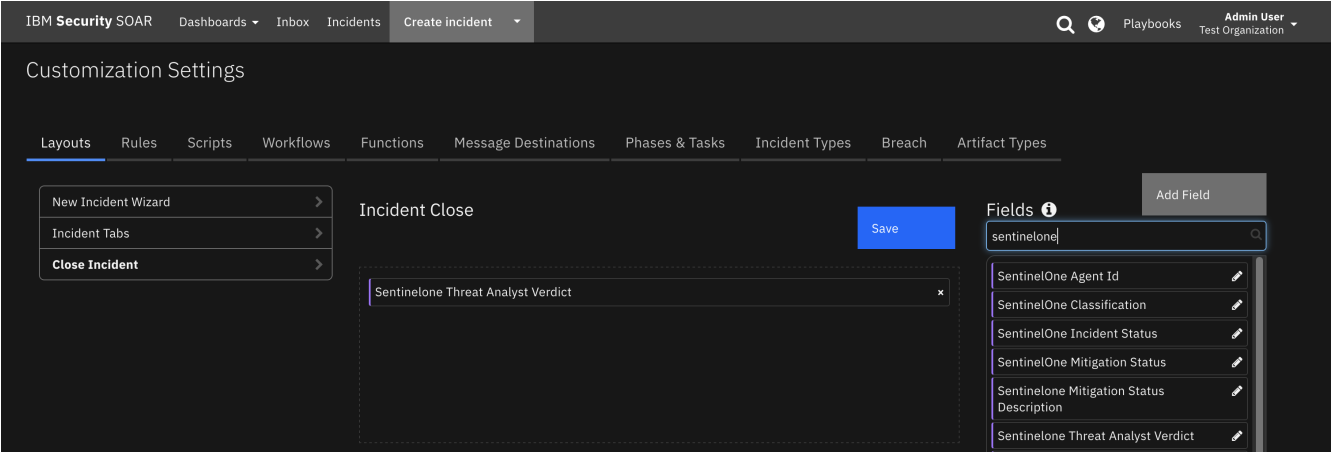 IBM Security SOAR Dashboards Inbox Incidents Create incident Playbooks Admin User
Test Organization
Customization Settings
Layouts Rules Scripts Workflows Functions Message Destinations Phases & Tasks Incident Types Breach Artifact Types
New Incident Wizard
Incident Tabs
Close Incident
Incident Close
Save
Sentinelone Threat Analyst Verdict
Add Field
Fields
sentinelone
SentinelOne Agent Id
SentinelOne Classification
SentinelOne Incident Status
SentinelOne Mitigation Status
Sentinelone Mitigation Status
Description
Sentinelone Threat Analyst Verdict